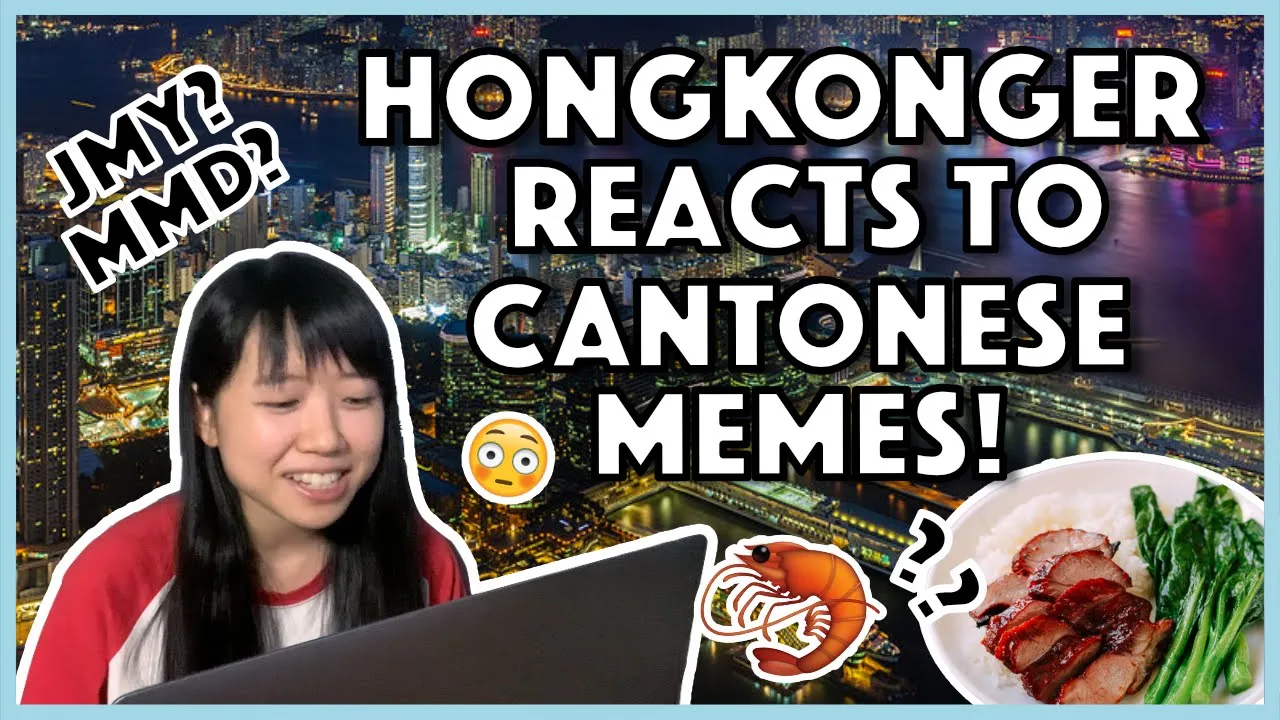 JMY?
MMD?
HONGKONGER
REACTS TO
CANTONESE
MEMES!
??